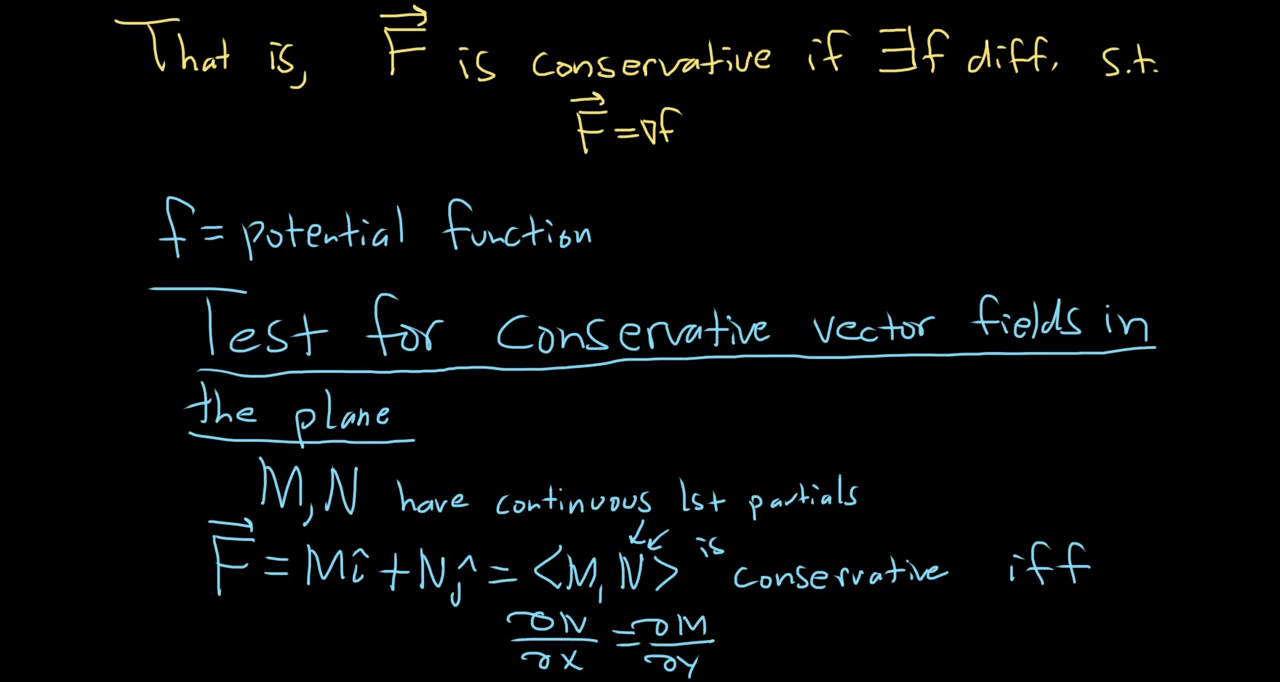 That is, F⃗ is conservative if ∃f diff. s.t.
F⃗ = ∇f
f = potential function
Test for conservative vector fields in
the plane
M, N have continuous 1st partials
F⃗ = Mî + Nĵ = <M, N> is conservative iff
∂N/∂x = ∂M/∂y